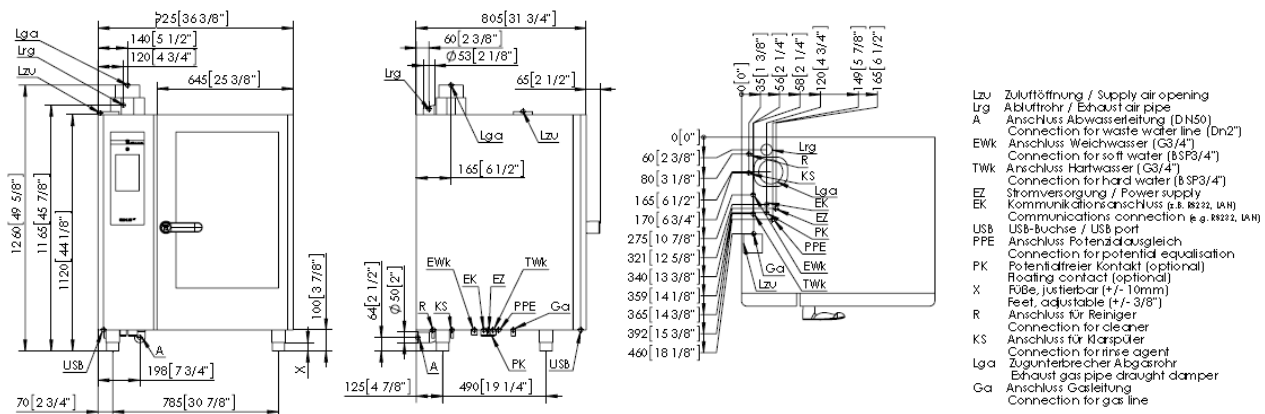 925[36 3/8"]
140[5 1/2"]
120[4 3/4"]
Lga
Lrg
Lzu
645[25 3/8"]
1260[49 5/8"]
1165[45 7/8"]
1120[44 1/8"]
100[3 7/8"]
USB
A
X
198[7 3/4"]
70[2 3/4"]
785[30 7/8"]
805[31 3/4"]
60[2 3/8"]
Ø53[2 1/8"]
65[2 1/2"]
Lrg
Lga
Lzu
165[6 1/2"]
64[2 1/2"]
Ø50[2"]
EWk
TWk
EK
EZ
R
KS
PPE
Ga
A
PK
USB
125[4 7/8"]
490[19 1/4"]
0[0"]
35[1 3/8"]
56[2 1/4"]
58[2 1/4"]
120[4 3/4"]
149[5 7/8"]
165[6 1/2"]
0[0"]
60[2 3/8"]
80[3 1/8"]
165[6 1/2"]
170[6 3/4"]
275[10 7/8"]
321[12 5/8"]
340[13 3/8"]
359[14 1/8"]
365[14 3/8"]
392[15 3/8"]
460[18 1/8"]
Lrg
R
KS
Lga
EK
EZ
PK
PPE
EWk
TWk
Ga
Lzu
Lzu Zuluftöffnung / Supply air opening
Lrg Abluftrohr / Exhaust air pipe
A Anschluss Abwasserleitung (DN50)
Connection for waste water line (Dn2")
EWk Anschluss Weichwasser (G3/4")
Connection for soft water (BSP3/4")
TWk Anschluss Hartwasser (G3/4")
Connection for hard water (BSP3/4")
EZ Stromversorgung / Power supply
EK Kommunikationsanschluss (z.B. RS232, LAN)
Communications connection (e.g. RS232, LAN)
USB USB-Buchse / USB port
PPE Anschluss Potenzialausgleich
Connection for potential equalisation
PK Potentialfreier Kontakt (optional)
Floating contact (optional)
X Füße, justierbar (+/- 10mm)
Feet, adjustable (+/- 3/8")
R Anschluss für Reiniger
Connection for cleaner
KS Anschluss für Klarspüler
Connection for rinse agent
Lga Zugunterbrecher Abgasrohr
Exhaust gas pipe draught damper
Ga Anschluss Gasleitung
Connection for gas line